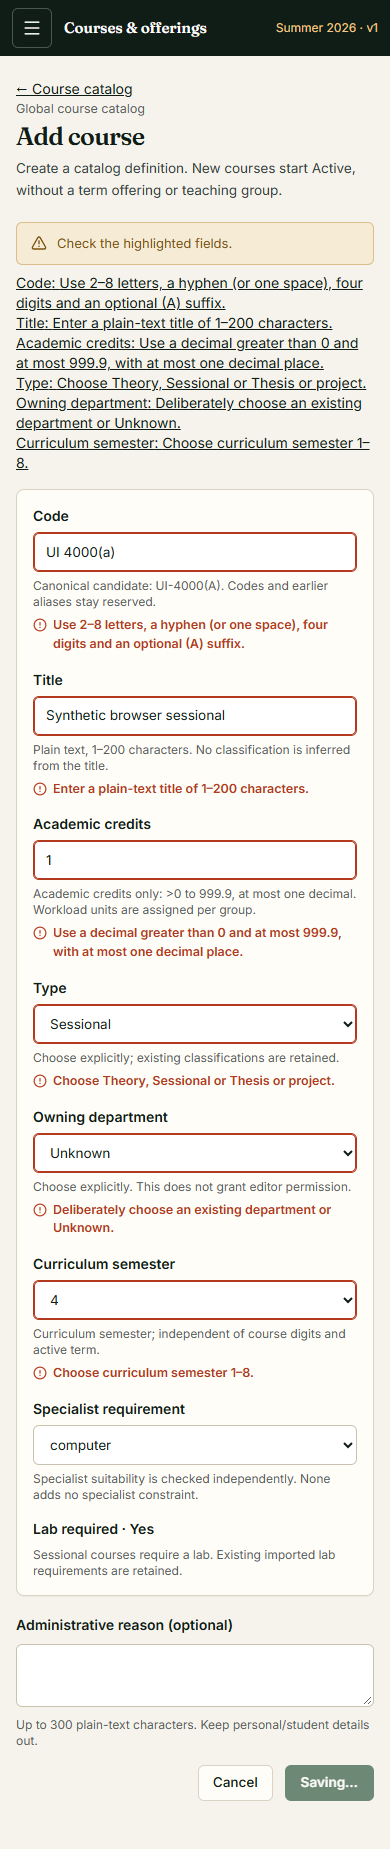 Courses & offerings
Summer 2026 · v1
← Course catalog
Global course catalog
Add course
Create a catalog definition. New courses start Active,
without a term offering or teaching group.
Check the highlighted fields.
Code: Use 2–8 letters, a hyphen (or one space), four
digits and an optional (A) suffix.
Title: Enter a plain-text title of 1–200 characters.
Academic credits: Use a decimal greater than 0 and
at most 999.9, with at most one decimal place.
Type: Choose Theory, Sessional or Thesis or project.
Owning department: Deliberately choose an existing
department or Unknown.
Curriculum semester: Choose curriculum semester 1–
8.
Code
UI 4000(a)
Canonical candidate: UI-4000(A). Codes and earlier
aliases stay reserved.
Use 2–8 letters, a hyphen (or one space), four
digits and an optional (A) suffix.
Title
Synthetic browser sessional
Plain text, 1–200 characters. No classification is inferred
from the title.
Enter a plain-text title of 1–200 characters.
Academic credits
1
Academic credits only: >0 to 999.9, at most one decimal.
Workload units are assigned per group.
Use a decimal greater than 0 and at most 999.9,
with at most one decimal place.
Type
Sessional
Choose explicitly; existing classifications are retained.
Choose Theory, Sessional or Thesis or project.
Owning department
Unknown
Choose explicitly. This does not grant editor permission.
Deliberately choose an existing department or
Unknown.
Curriculum semester
4
Curriculum semester; independent of course digits and
active term.
Choose curriculum semester 1–8.
Specialist requirement
computer
Specialist suitability is checked independently. None
adds no specialist constraint.
Lab required · Yes
Sessional courses require a lab. Existing imported lab
requirements are retained.
Administrative reason (optional)
Up to 300 plain-text characters. Keep personal/student details
out.
Cancel
Saving…